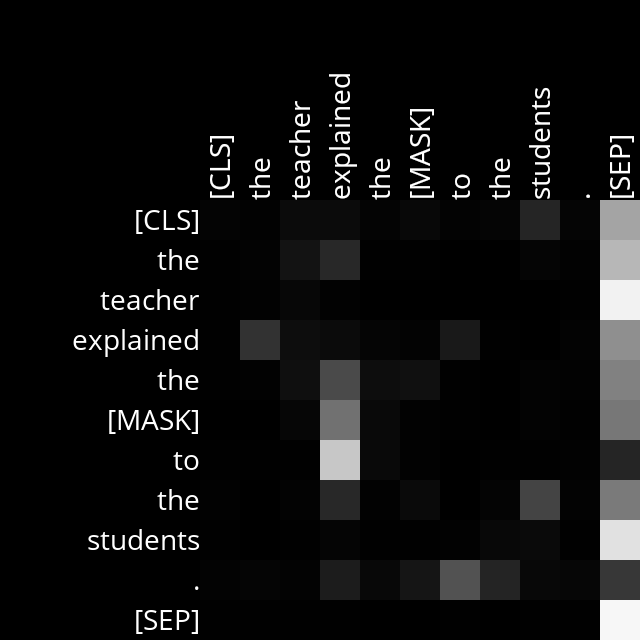 [CLS]
the
teacher
explained
the
[MASK]
to
the
students
.
[SEP]
[CLS]
the
teacher
explained
the
[MASK]
to
the
students
.
[SEP]